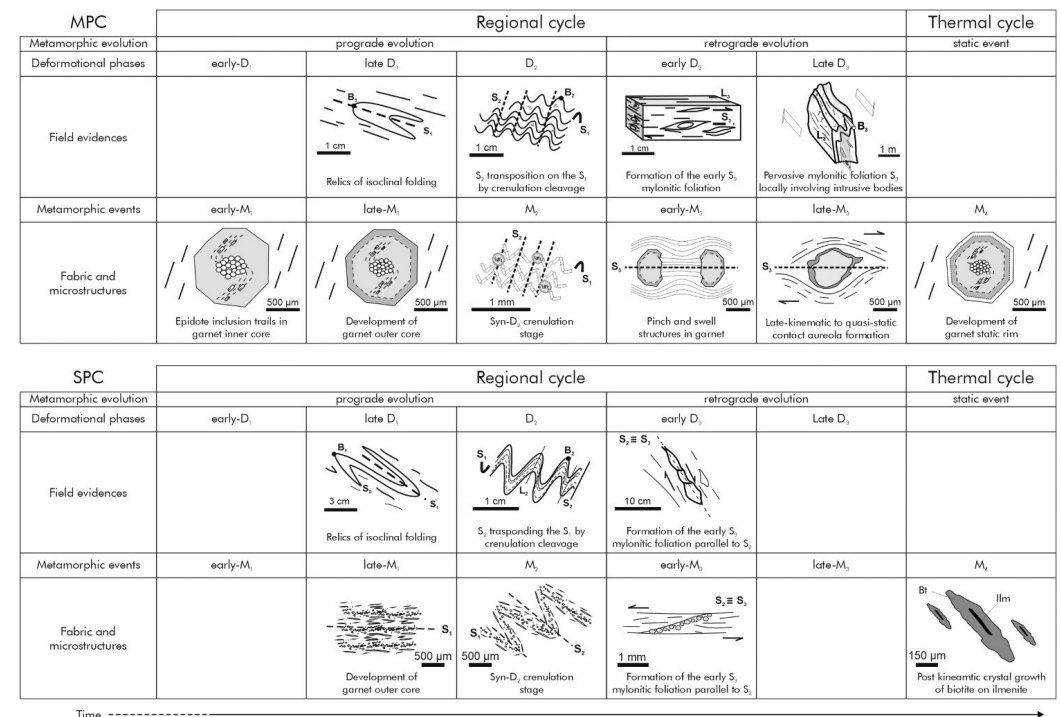 MPC Regional cycle Thermal cycle
Metamorphic evolution prograde evolution retrograde evolution static event
Deformational phases early-D₁ late D₁ D₂ early D₃ Late D₃
Field evidences
B₁ S₁ 1 cm
S₂ B₂ S₁ 1 cm
L₃ S₃ 1 cm
L₃ B₃ 1 m
Relics of isoclinal folding
S₂ transposition on the S₁
by crenulation cleavage
Formation of the early S₃
mylonitic foliation
Pervasive mylonitic foliation S₃
locally involving intrusive bodies
Metamorphic events early-M₁ late-M₁ M₂ early-M₃ late-M₃ M₄
Fabric and
microstructures
500 μm
500 μm
S₂ S₁ 1 mm
S₃ 500 μm
S₃ 500 μm
500 μm
Epidote inclusion trails in
garnet inner core
Development of
garnet outer core
Syn-D₂ crenulation
stage
Pinch and swell
structures in garnet
Late-kinematic to quasi-static
contact aureola formation
Development of
garnet static rim
SPC Regional cycle Thermal cycle
Metamorphic evolution prograde evolution retrograde evolution static event
Deformational phases early-D₁ late D₁ D₂ early D₃ Late D₃
Field evidences
B₁ S₀ S₁ 3 cm
S₁ B₂ L₂ S₂ 1 cm
S₂ ≡ S₃ 10 cm
Relics of isoclinal folding
S₂ trasponding the S₁ by
crenulation cleavage
Formation of the early S₃
mylonitic foliation parallel to S₂
Metamorphic events early-M₁ late-M₁ M₂ early-M₃ late-M₃ M₄
Fabric and
microstructures
S₁ 500 μm
S₁ S₂ 500 μm
S₂ ≡ S₃ 1 mm
Bt Ilm 150 μm
Development of
garnet outer core
Syn-D₂ crenulation
stage
Formation of the early S₃
mylonitic foliation parallel to S₂
Post kineamtic crystal growth
of biotite on ilmenite
Time